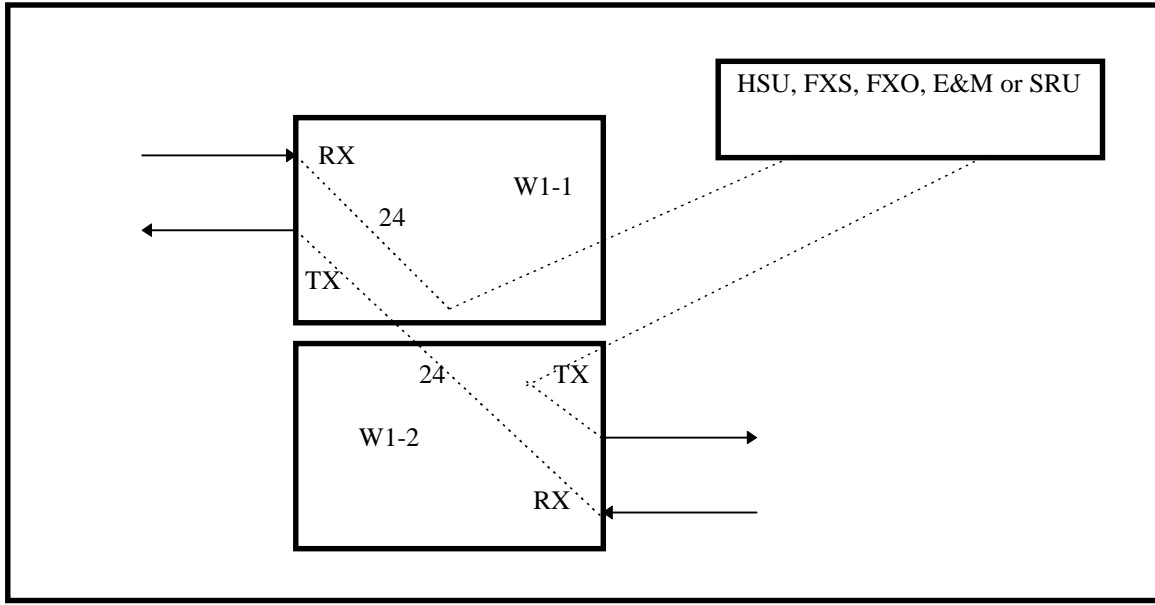 HSU, FXS, FXO, E&M or SRU
RX
W1-1
24
TX
24
TX
W1-2
RX